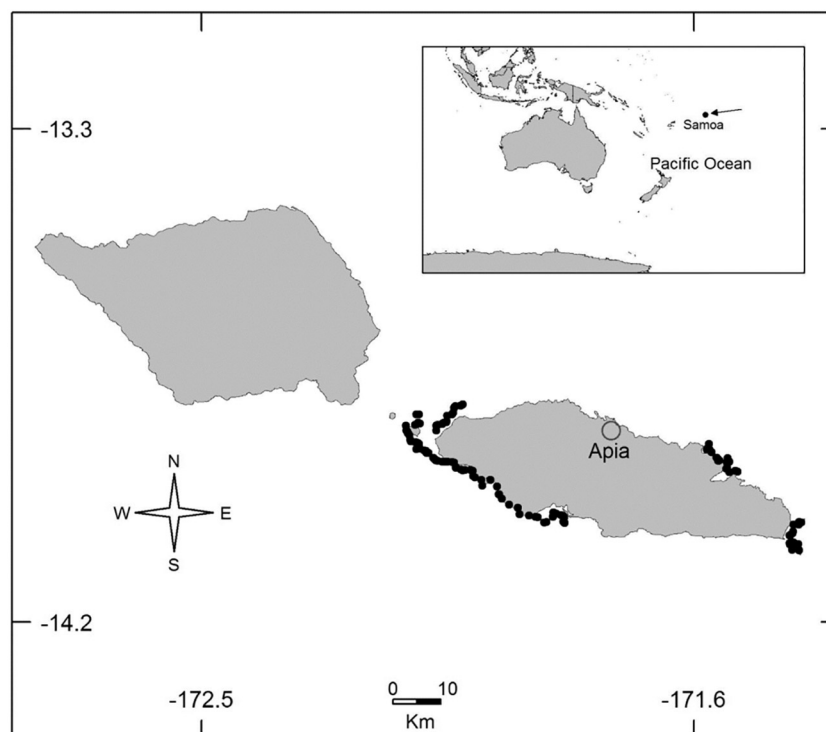 -13.3
Samoa
Pacific Ocean
Apia
N
W
E
S
-14.2
0 10
Km
-172.5
-171.6